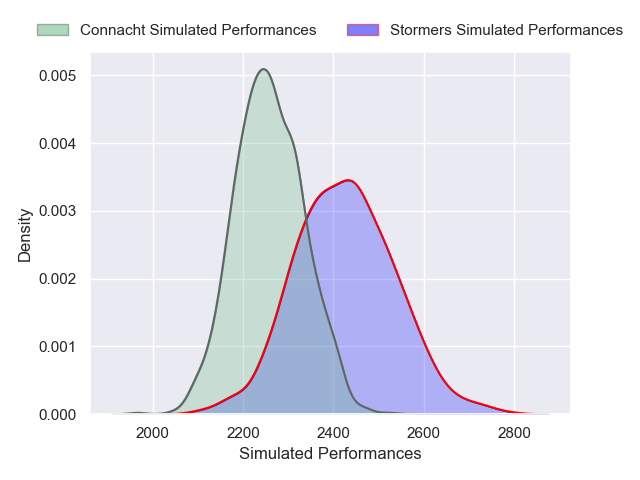 Connacht Simulated Performances
Stormers Simulated Performances
0.005
0.004
0.003
0.002
0.001
0.000
Density
2000
2200
2400
2600
2800
Simulated Performances